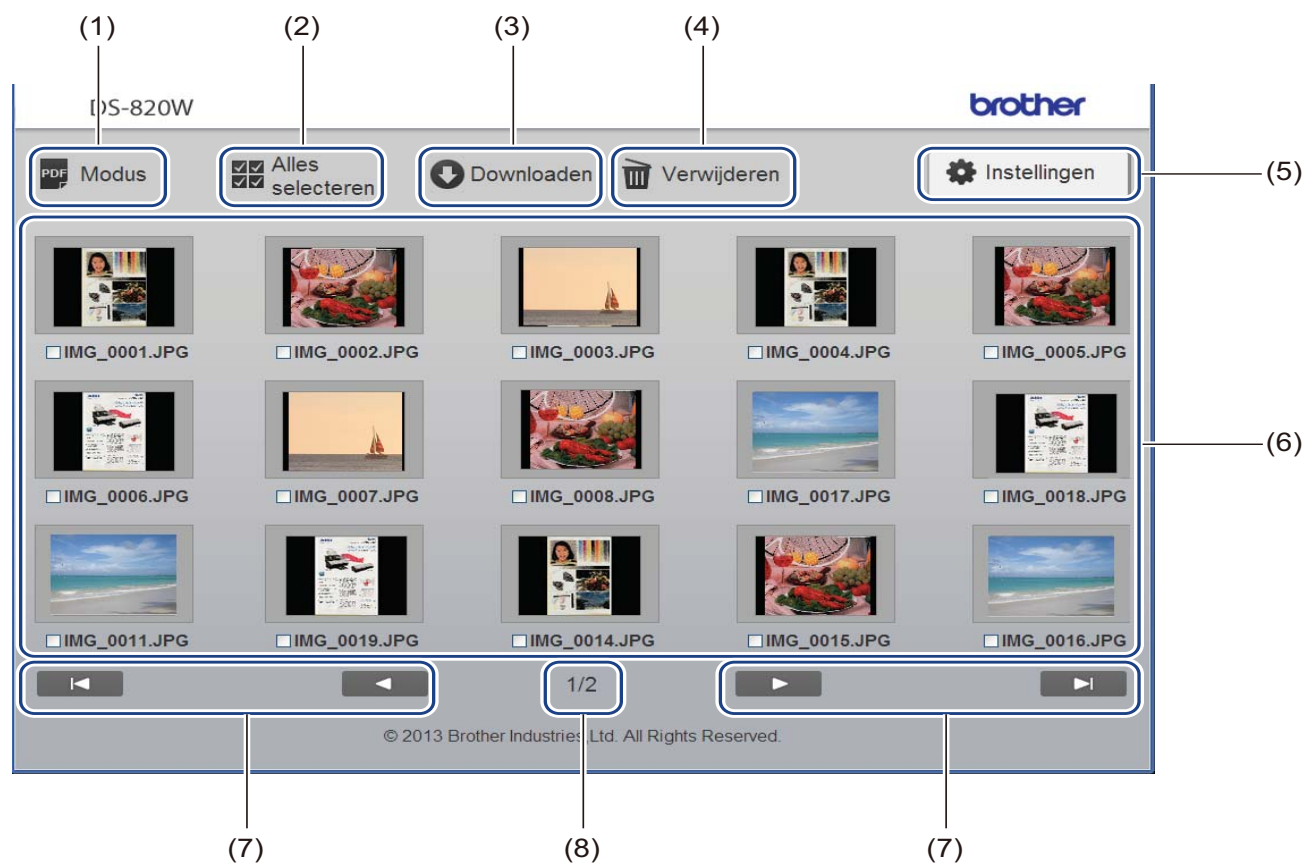 (1) (2) (3) (4)
DS-820W brother
PDF Modus
Alles
selecteren
Downloaden
Verwijderen
Instellingen
(5)
IMG_0001.JPG IMG_0002.JPG IMG_0003.JPG IMG_0004.JPG IMG_0005.JPG
(6)
IMG_0006.JPG IMG_0007.JPG IMG_0008.JPG IMG_0017.JPG IMG_0018.JPG
IMG_0011.JPG IMG_0019.JPG IMG_0014.JPG IMG_0015.JPG IMG_0016.JPG
1/2
© 2013 Brother Industries,Ltd. All Rights Reserved.
(7) (8) (7)